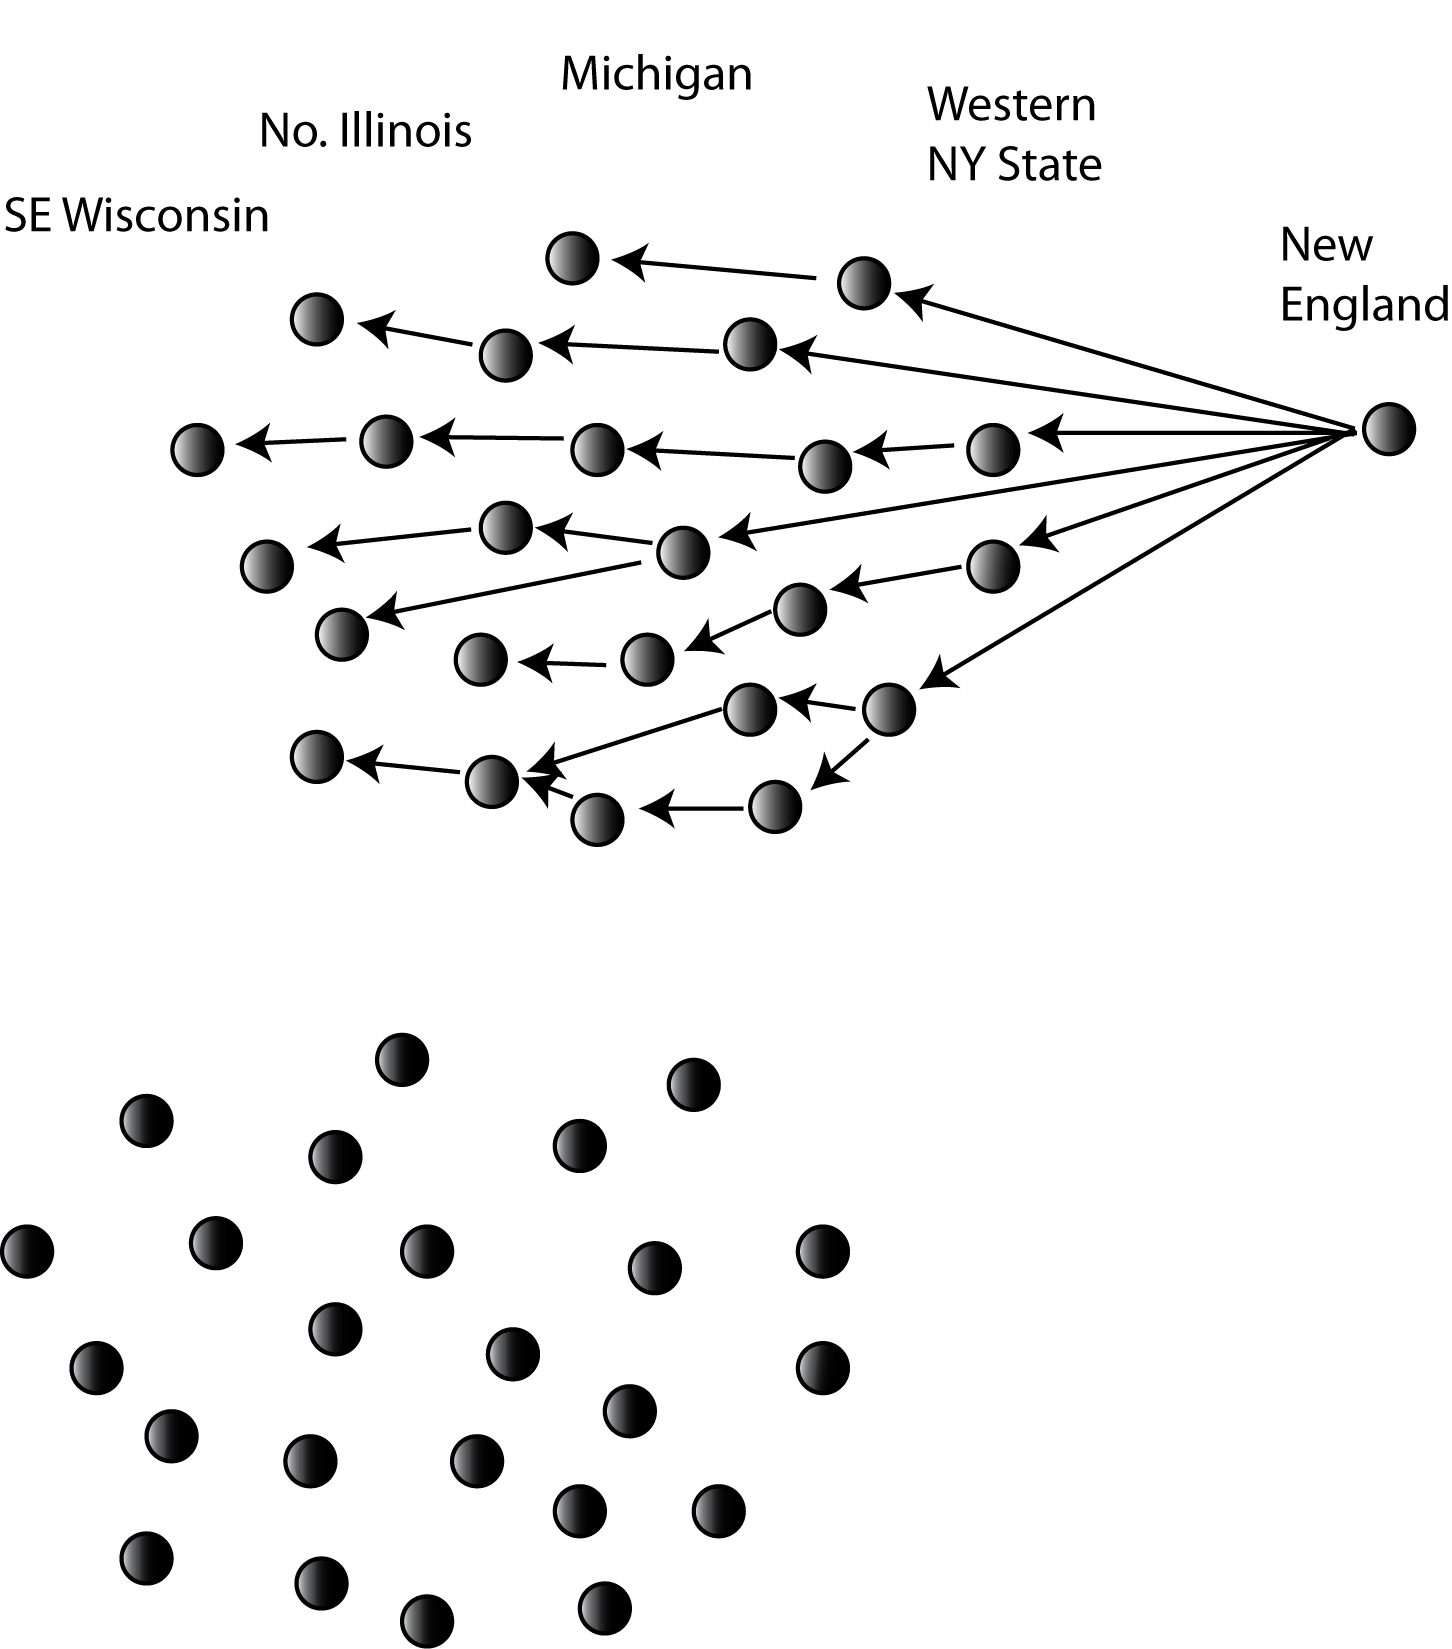 Michigan
Western
NY State
No. Illinois
SE Wisconsin
New
England